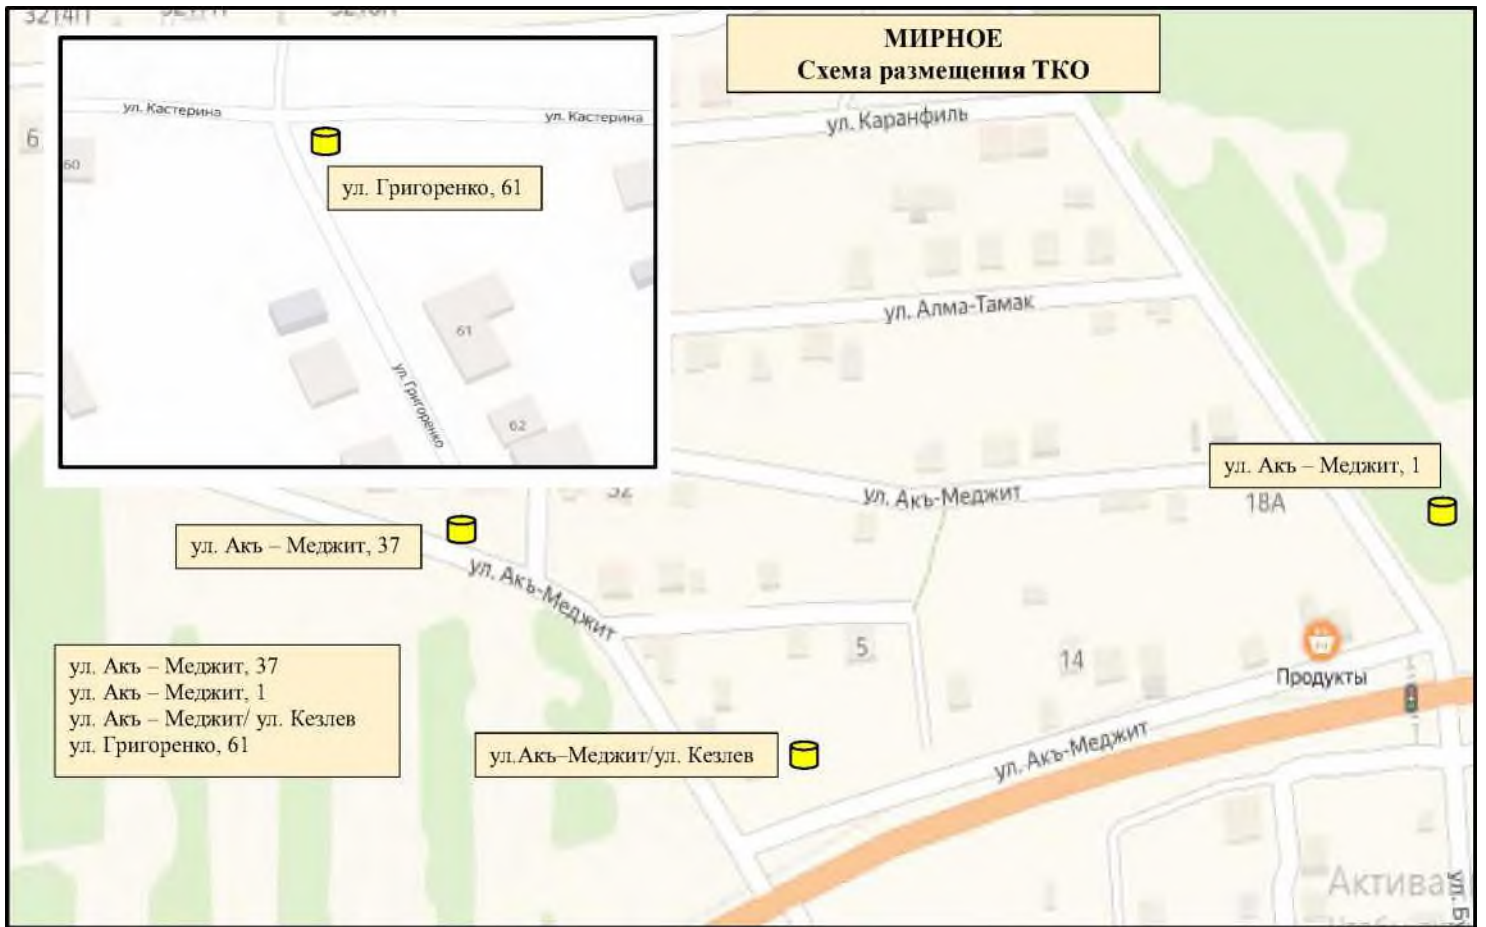 МИРНОЕ
Схема размещения ТКО
ул. Кастерина
ул. Кастерина
6
60
ул. Григоренко, 61
61
ул. Григоренко
62
ул. Каранфиль
ул. Алма-Тамак
ул. Акъ – Меджит, 1
ул. Акъ-Меджит
18А
32
ул. Акъ – Меджит, 37
ул. Акъ-Меджит
5
14
Продукты
ул. Акъ – Меджит, 37
ул. Акъ – Меджит, 1
ул. Акъ – Меджит/ ул. Кезлев
ул. Григоренко, 61
ул.Акъ–Меджит/ул. Кезлев
ул. Акъ-Меджит